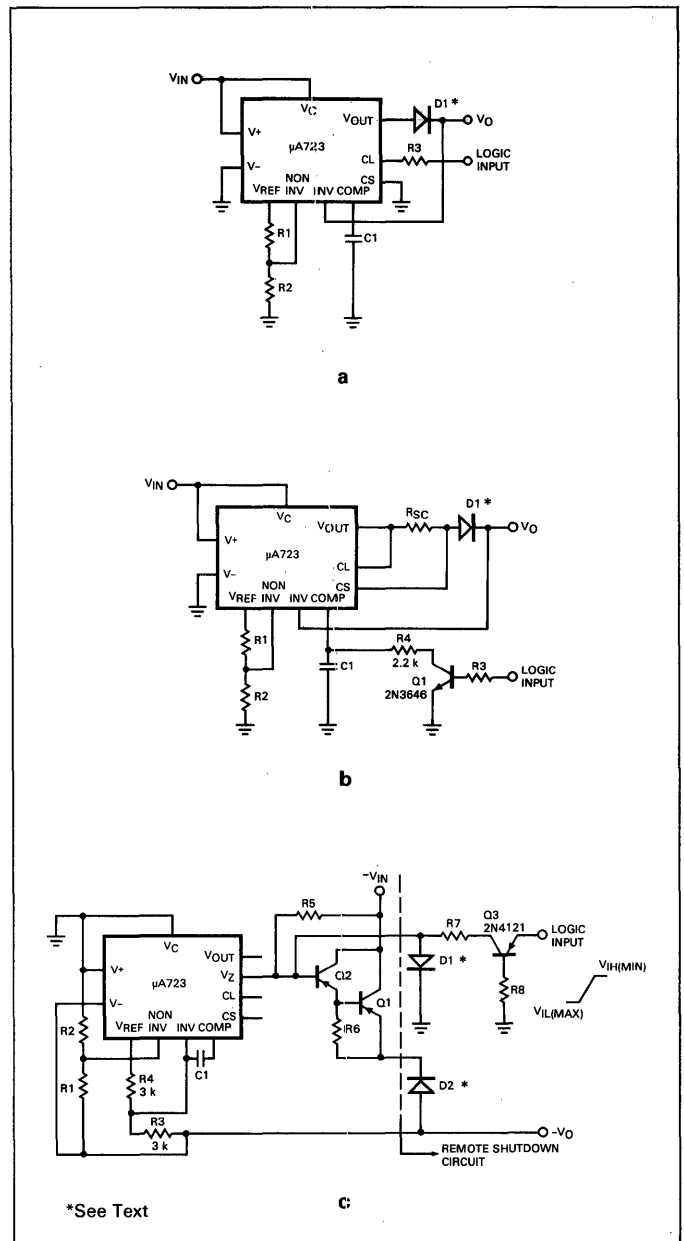 VIN
VC
VOUT
D1 *
VO
V+
μA723
CL
R3
LOGIC
INPUT
V−
CS
NON
VREF INV INV COMP
R1
C1
R2
a
VIN
VC
VOUT
RSC
D1 *
VO
V+
μA723
CL
V−
CS
NON
VREF INV INV COMP
R1
C1
R4
2.2 k
R3
LOGIC
INPUT
Q1
2N3646
R2
b
−VIN
R5
Q3
2N4121
R7
LOGIC
INPUT
VC
VOUT
V+
VZ
μA723
V−
CL
CS
Q2
Q1
D1 *
R8
VIH(MIN)
VIL(MAX)
R2
NON
VREF INV INV COMP
R6
R1
R4
3 k
C1
D2 *
R3
3 k
−VO
REMOTE SHUTDOWN
CIRCUIT
*See Text
c